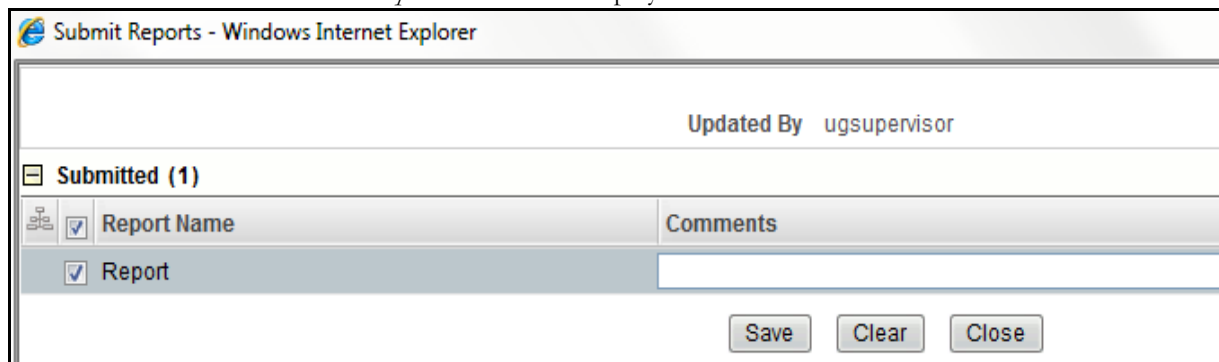 Submit Reports - Windows Internet Explorer
Updated By ugsupervisor
Submitted (1)
Report Name Comments
Report
Save Clear Close